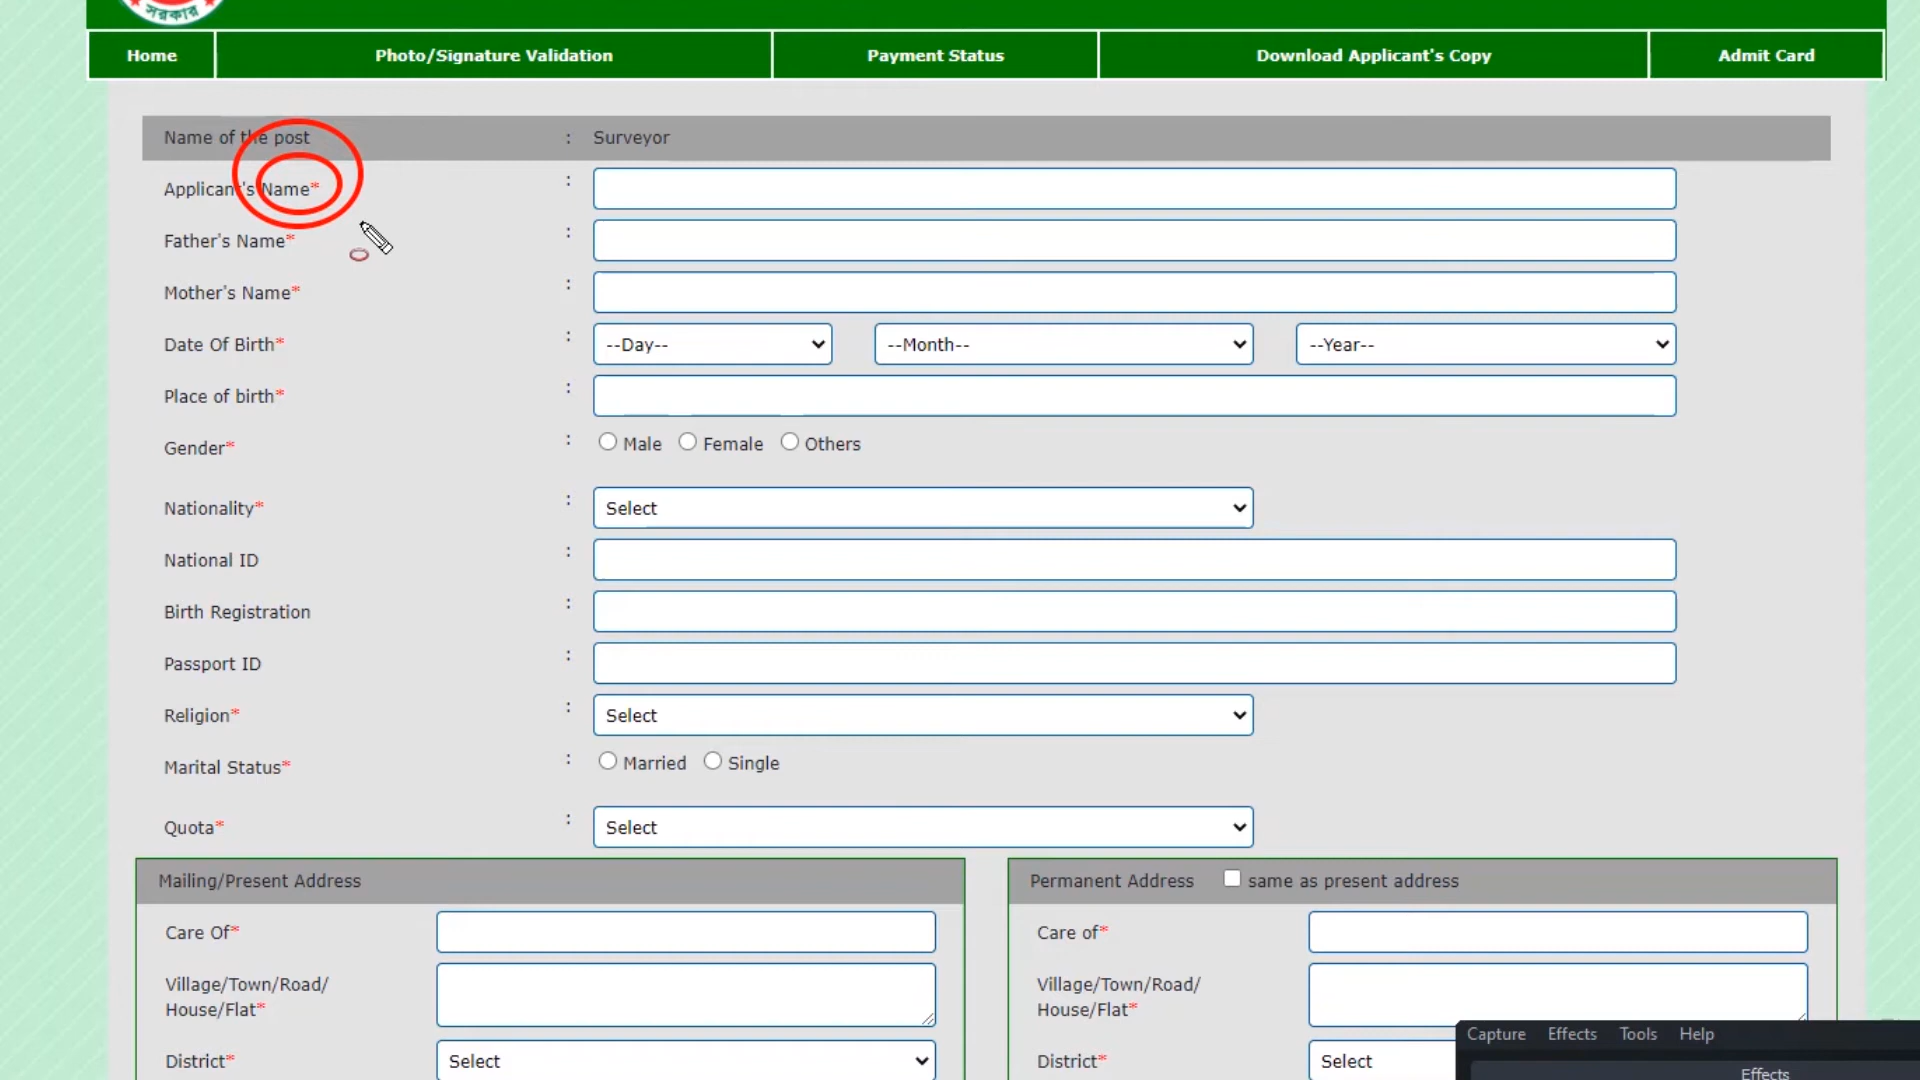 সরকার
Home Photo/Signature Validation Payment Status Download Applicant's Copy Admit Card
Name of the post : Surveyor
Applicant's Name* :
Father's Name* :
Mother's Name* :
Date Of Birth* : --Day-- --Month-- --Year--
Place of birth* :
Gender* : Male Female Others
Nationality* : Select
National ID :
Birth Registration :
Passport ID :
Religion* : Select
Marital Status* : Married Single
Quota* : Select
Mailing/Present Address
Care Of*
Village/Town/Road/
House/Flat*
District* Select
Permanent Address same as present address
Care of*
Village/Town/Road/
House/Flat*
District* Select
Capture Effects Tools Help
Effects